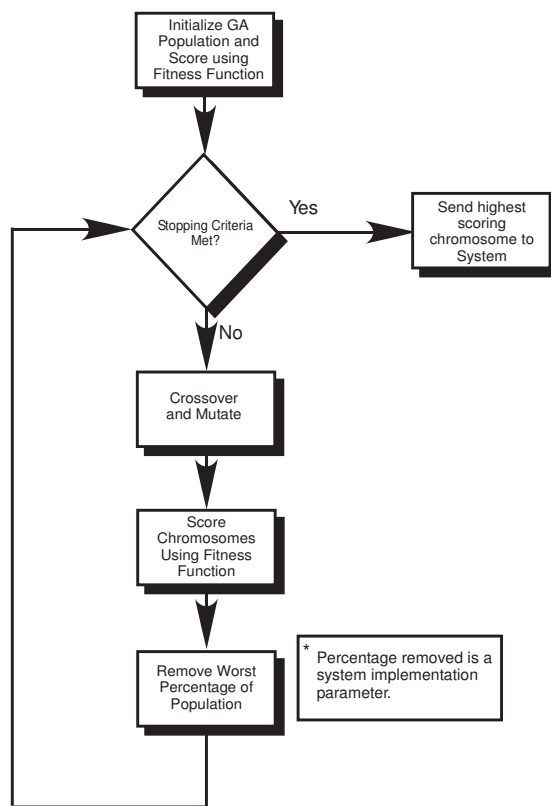 Initialize GA
Population and
Score using
Fitness Function
Stopping Criteria
Met?
Yes
Send highest
scoring
chromosome to
System
No
Crossover
and Mutate
Score
Chromosomes
Using Fitness
Function
Remove Worst
Percentage of
Population
* Percentage removed is a
system implementation
parameter.